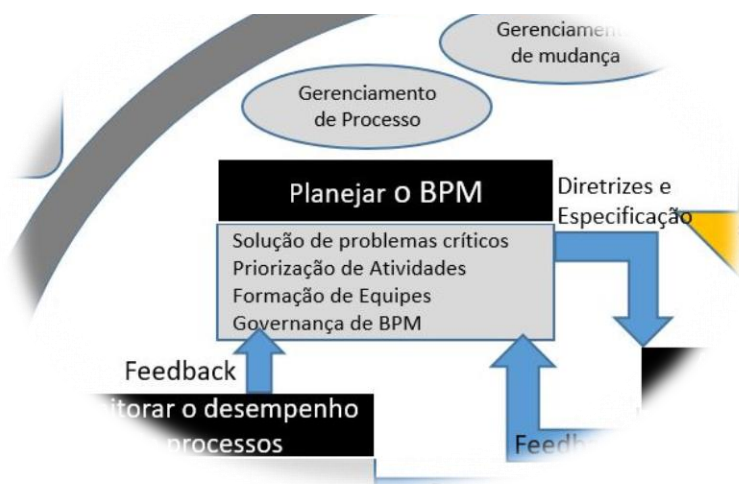 de mudança
Gerenciamento
de Processo
Planejar o BPM
Diretrizes e
Especificação
Solução de problemas críticos
Priorização de Atividades
Formação de Equipes
Governança de BPM
Feedback
o desempenho
processos